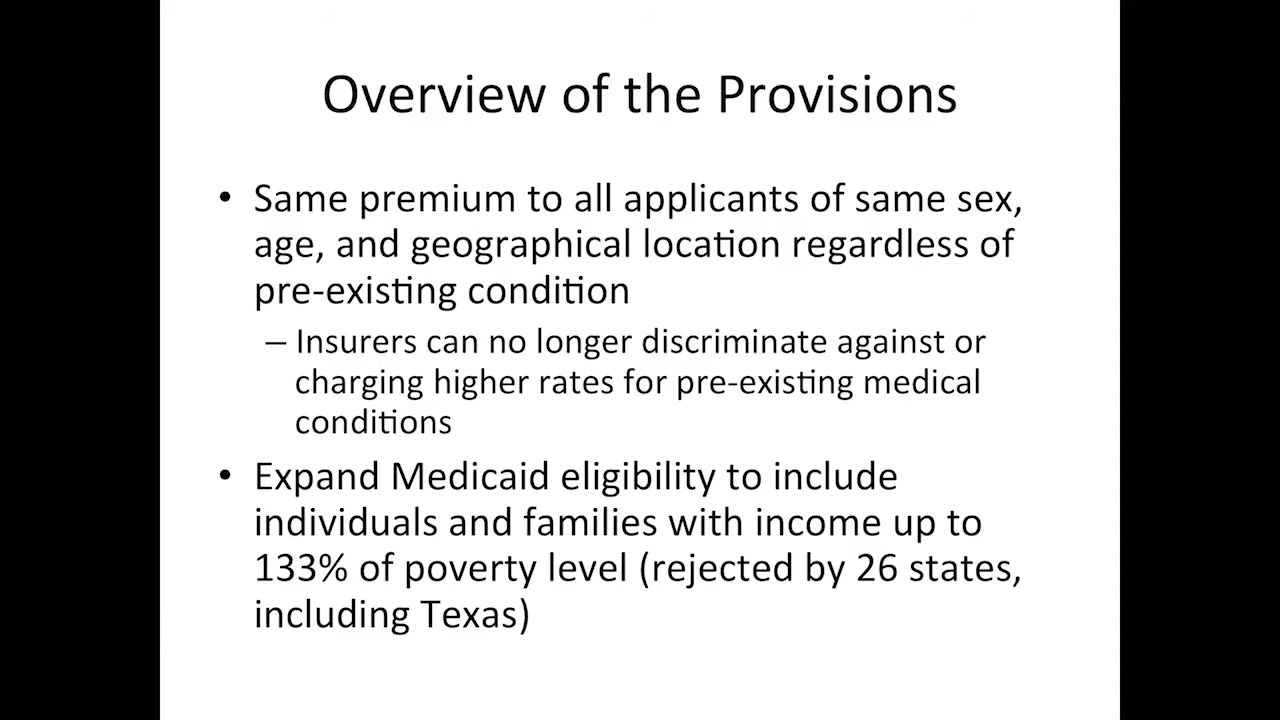 Overview of the Provisions
• Same premium to all applicants of same sex,
age, and geographical location regardless of
pre-existing condition
– Insurers can no longer discriminate against or
charging higher rates for pre-existing medical
conditions
• Expand Medicaid eligibility to include
individuals and families with income up to
133% of poverty level (rejected by 26 states,
including Texas)